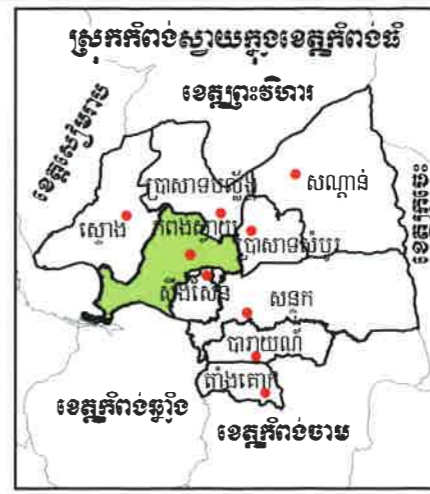 ស្រុកកំពង់ស្វាយក្នុងខេត្តកំពង់ធំ
ខេត្តព្រះវិហារ
ខេត្តសៀមរាប
ខេត្តក្រចេះ
ប្រាសាទបល្ល័ង្គ
សណ្តាន់
ស្ទោង
កំពង់ស្វាយ
ប្រាសាទសំបូរ
ស្ទឹងសែន
សន្ទុក
បារាយណ៍
តាំងគោក
ខេត្តកំពង់ឆ្នាំង
ខេត្តកំពង់ចាម